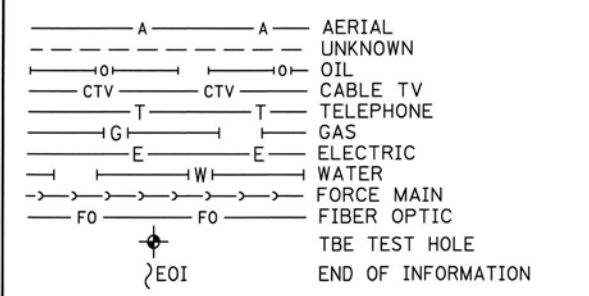 A A AERIAL
UNKNOWN
O O OIL
CTV CTV CABLE TV
T T TELEPHONE
G GAS
E E ELECTRIC
W WATER
FORCE MAIN
FO FO FIBER OPTIC
TBE TEST HOLE
EOI END OF INFORMATION